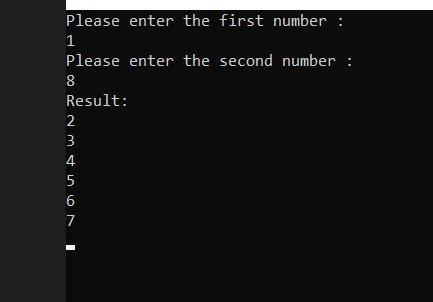 Please enter the first number :
1
Please enter the second number :
8
Result:
2
3
4
5
6
7